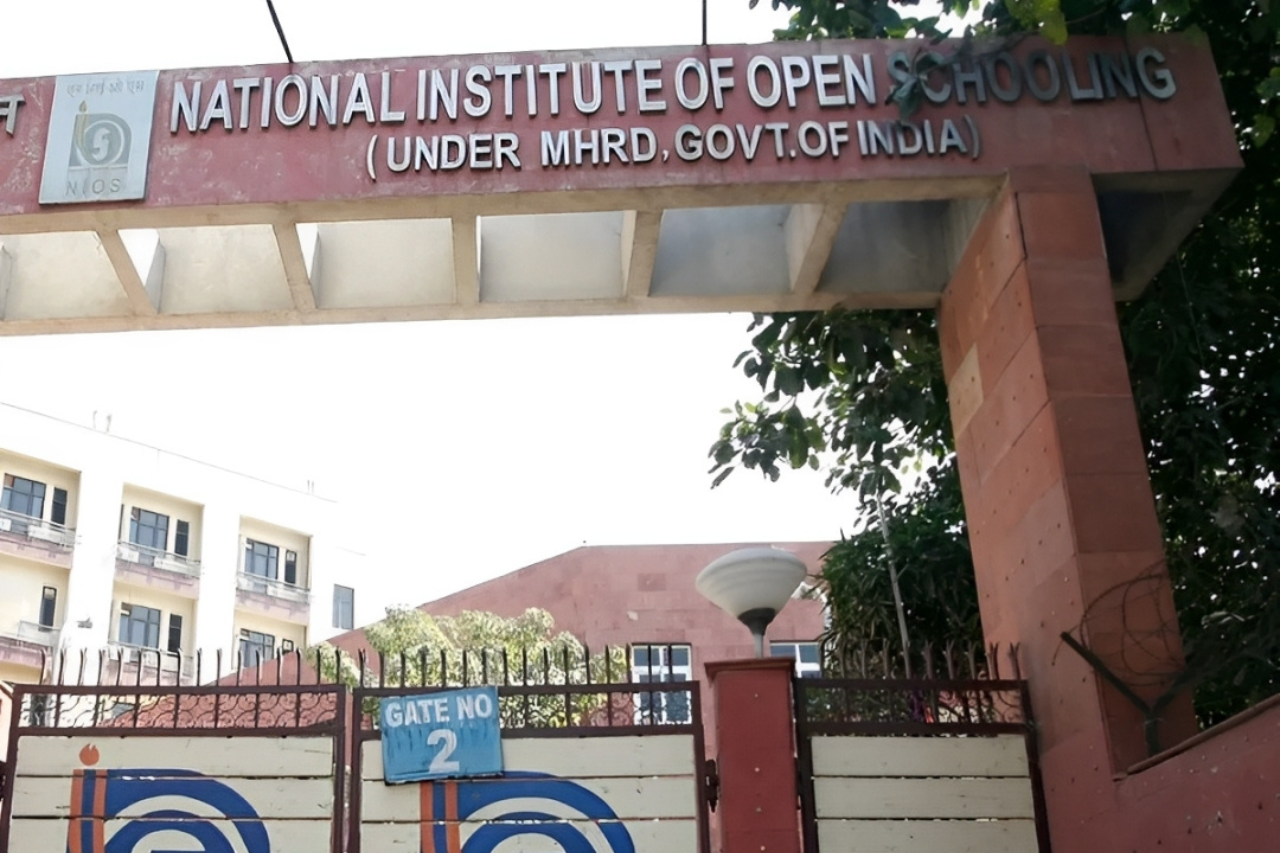 न
NIOS
NATIONAL INSTITUTE OF OPEN SCHOOLING
(UNDER MHRD, GOVT. OF INDIA)
GATE NO
2